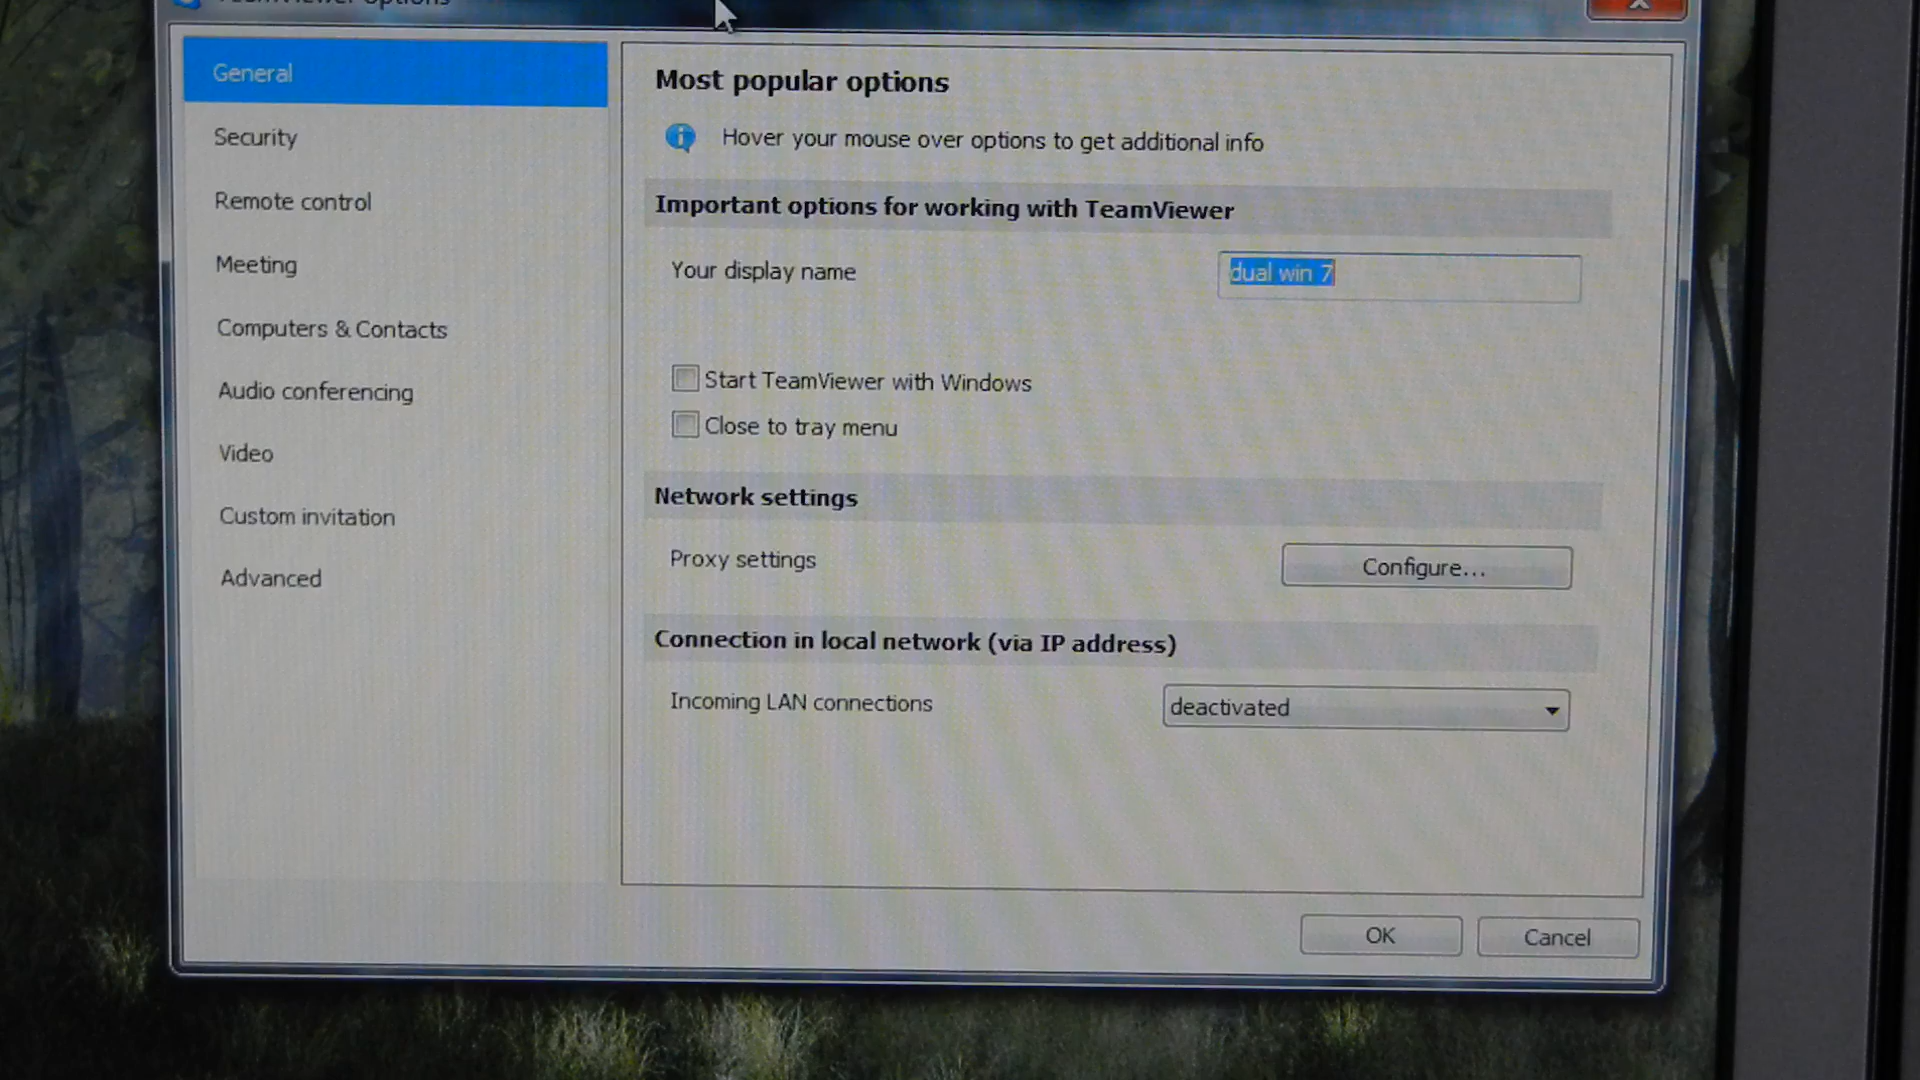 TeamViewer options
General
Security
Remote control
Meeting
Computers & Contacts
Audio conferencing
Video
Custom invitation
Advanced
Most popular options
Hover your mouse over options to get additional info
Important options for working with TeamViewer
Your display name
dual win 7
Start TeamViewer with Windows
Close to tray menu
Network settings
Proxy settings
Configure...
Connection in local network (via IP address)
Incoming LAN connections
deactivated
OK
Cancel